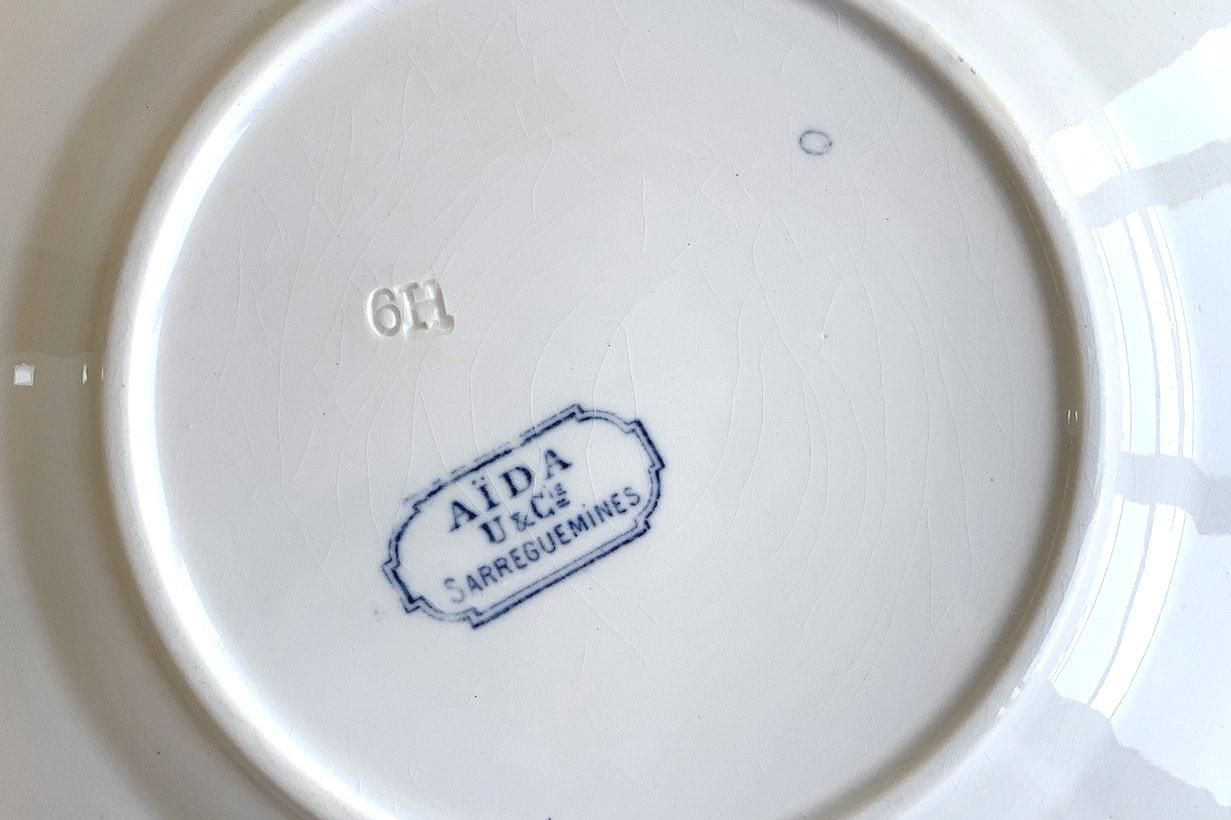 6H
AÏDA
U & Cie
SARREGUEMINES